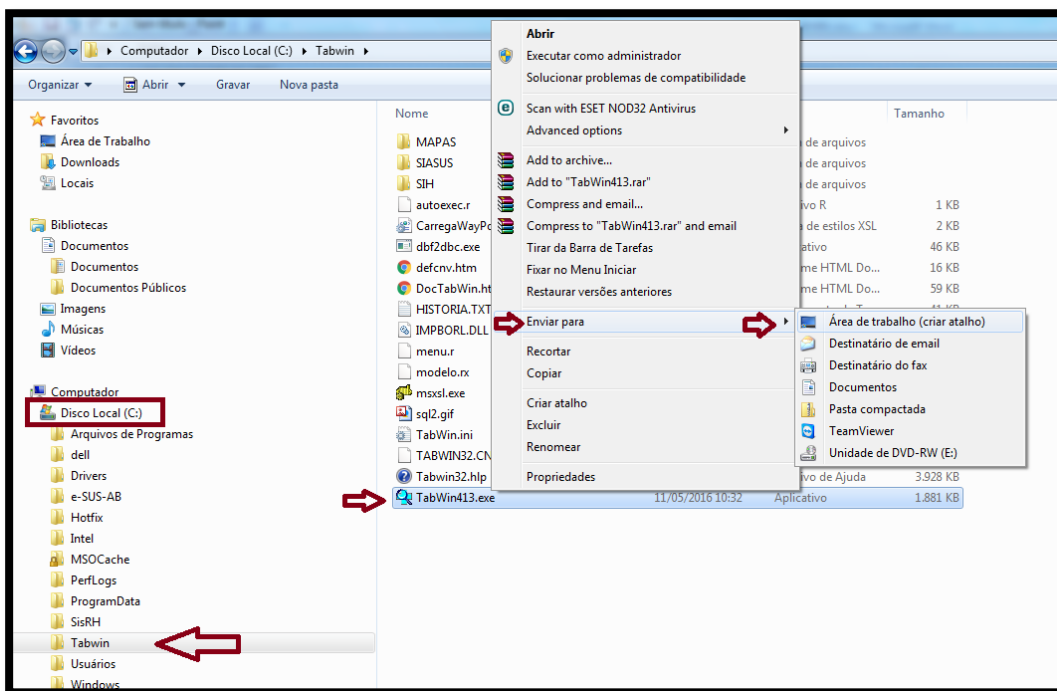 Computador ▸ Disco Local (C:) ▸ Tabwin ▸
Organizar Abrir Gravar Nova pasta
Favoritos
Área de Trabalho
Downloads
Locais
Bibliotecas
Documentos
Documentos
Documentos Públicos
Imagens
Músicas
Vídeos
Computador
Disco Local (C:)
Arquivos de Programas
dell
Drivers
e-SUS-AB
Hotfix
Intel
MSOCache
PerfLogs
ProgramData
SisRH
Tabwin
Usuários
Windows
Nome Tamanho
MAPAS de arquivos
SIASUS de arquivos
SIH de arquivos
autoexec.r ivo R 1 KB
CarregaWayPo a de estilos XSL 2 KB
dbf2dbc.exe ativo 46 KB
defcnv.htm me HTML Do... 16 KB
DocTabWin.ht me HTML Do... 59 KB
HISTORIA.TXT
IMPBORL.DLL
menu.r
modelo.rx
msxsl.exe
sql2.gif
TabWin.ini
TABWIN32.CN
Tabwin32.hlp ivo de Ajuda 3.928 KB
TabWin413.exe 11/05/2016 10:32 Aplicativo 1.881 KB
Abrir
Executar como administrador
Solucionar problemas de compatibilidade
Scan with ESET NOD32 Antivirus
Advanced options
Add to archive...
Add to "TabWin413.rar"
Compress and email...
Compress to "TabWin413.rar" and email
Tirar da Barra de Tarefas
Fixar no Menu Iniciar
Restaurar versões anteriores
Enviar para
Recortar
Copiar
Criar atalho
Excluir
Renomear
Propriedades
Área de trabalho (criar atalho)
Destinatário de email
Destinatário do fax
Documentos
Pasta compactada
TeamViewer
Unidade de DVD-RW (E:)